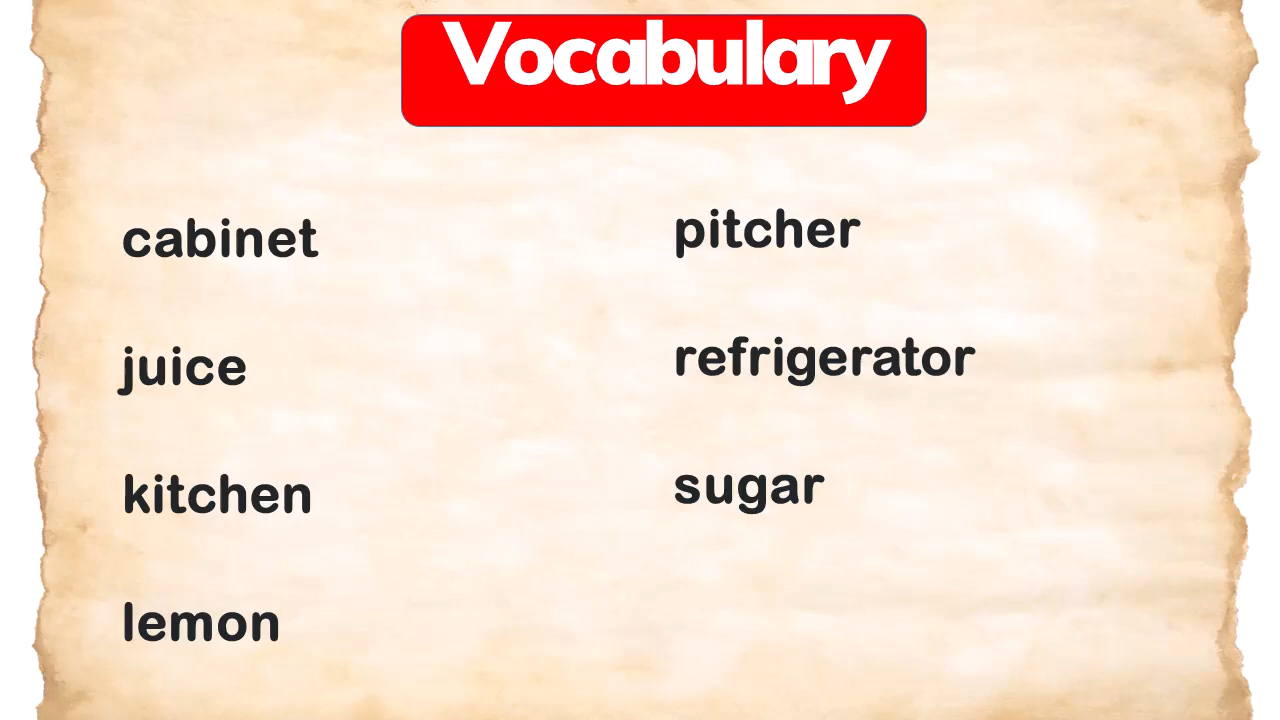 Vocabulary
cabinet
juice
kitchen
lemon
pitcher
refrigerator
sugar